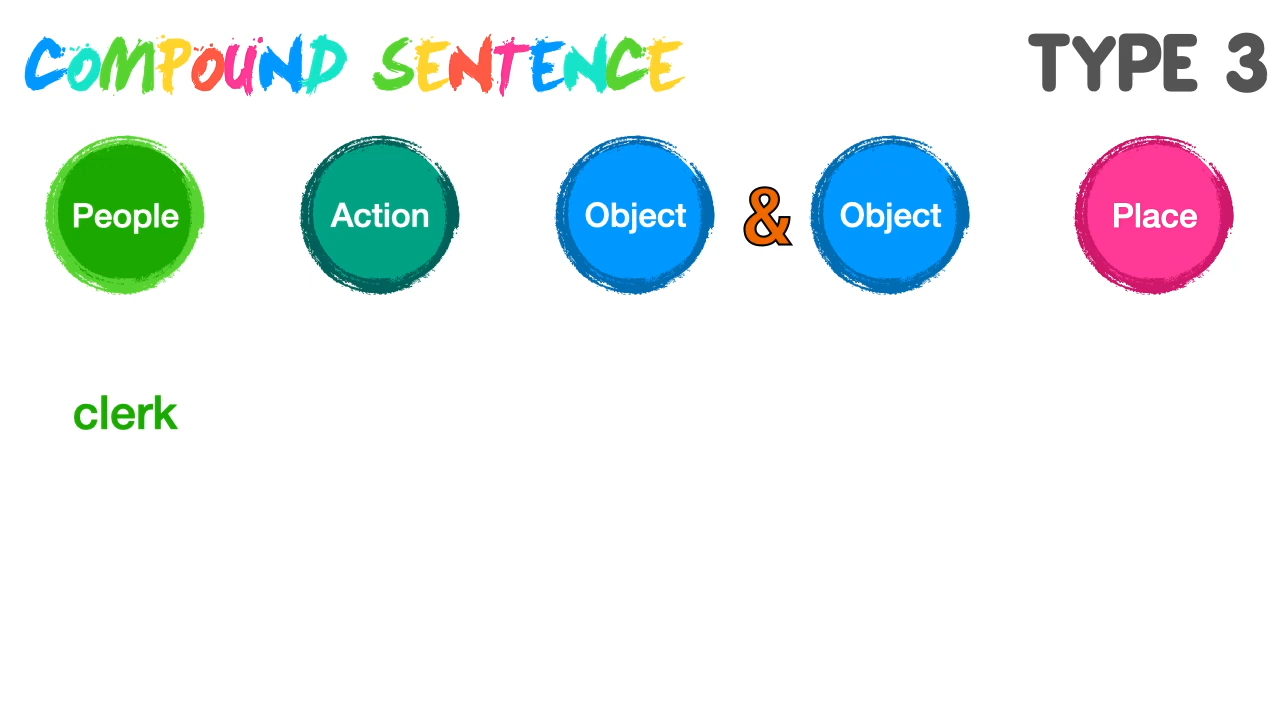 COMPOUND SENTENCE TYPE 3
People Action Object & Object Place
clerk